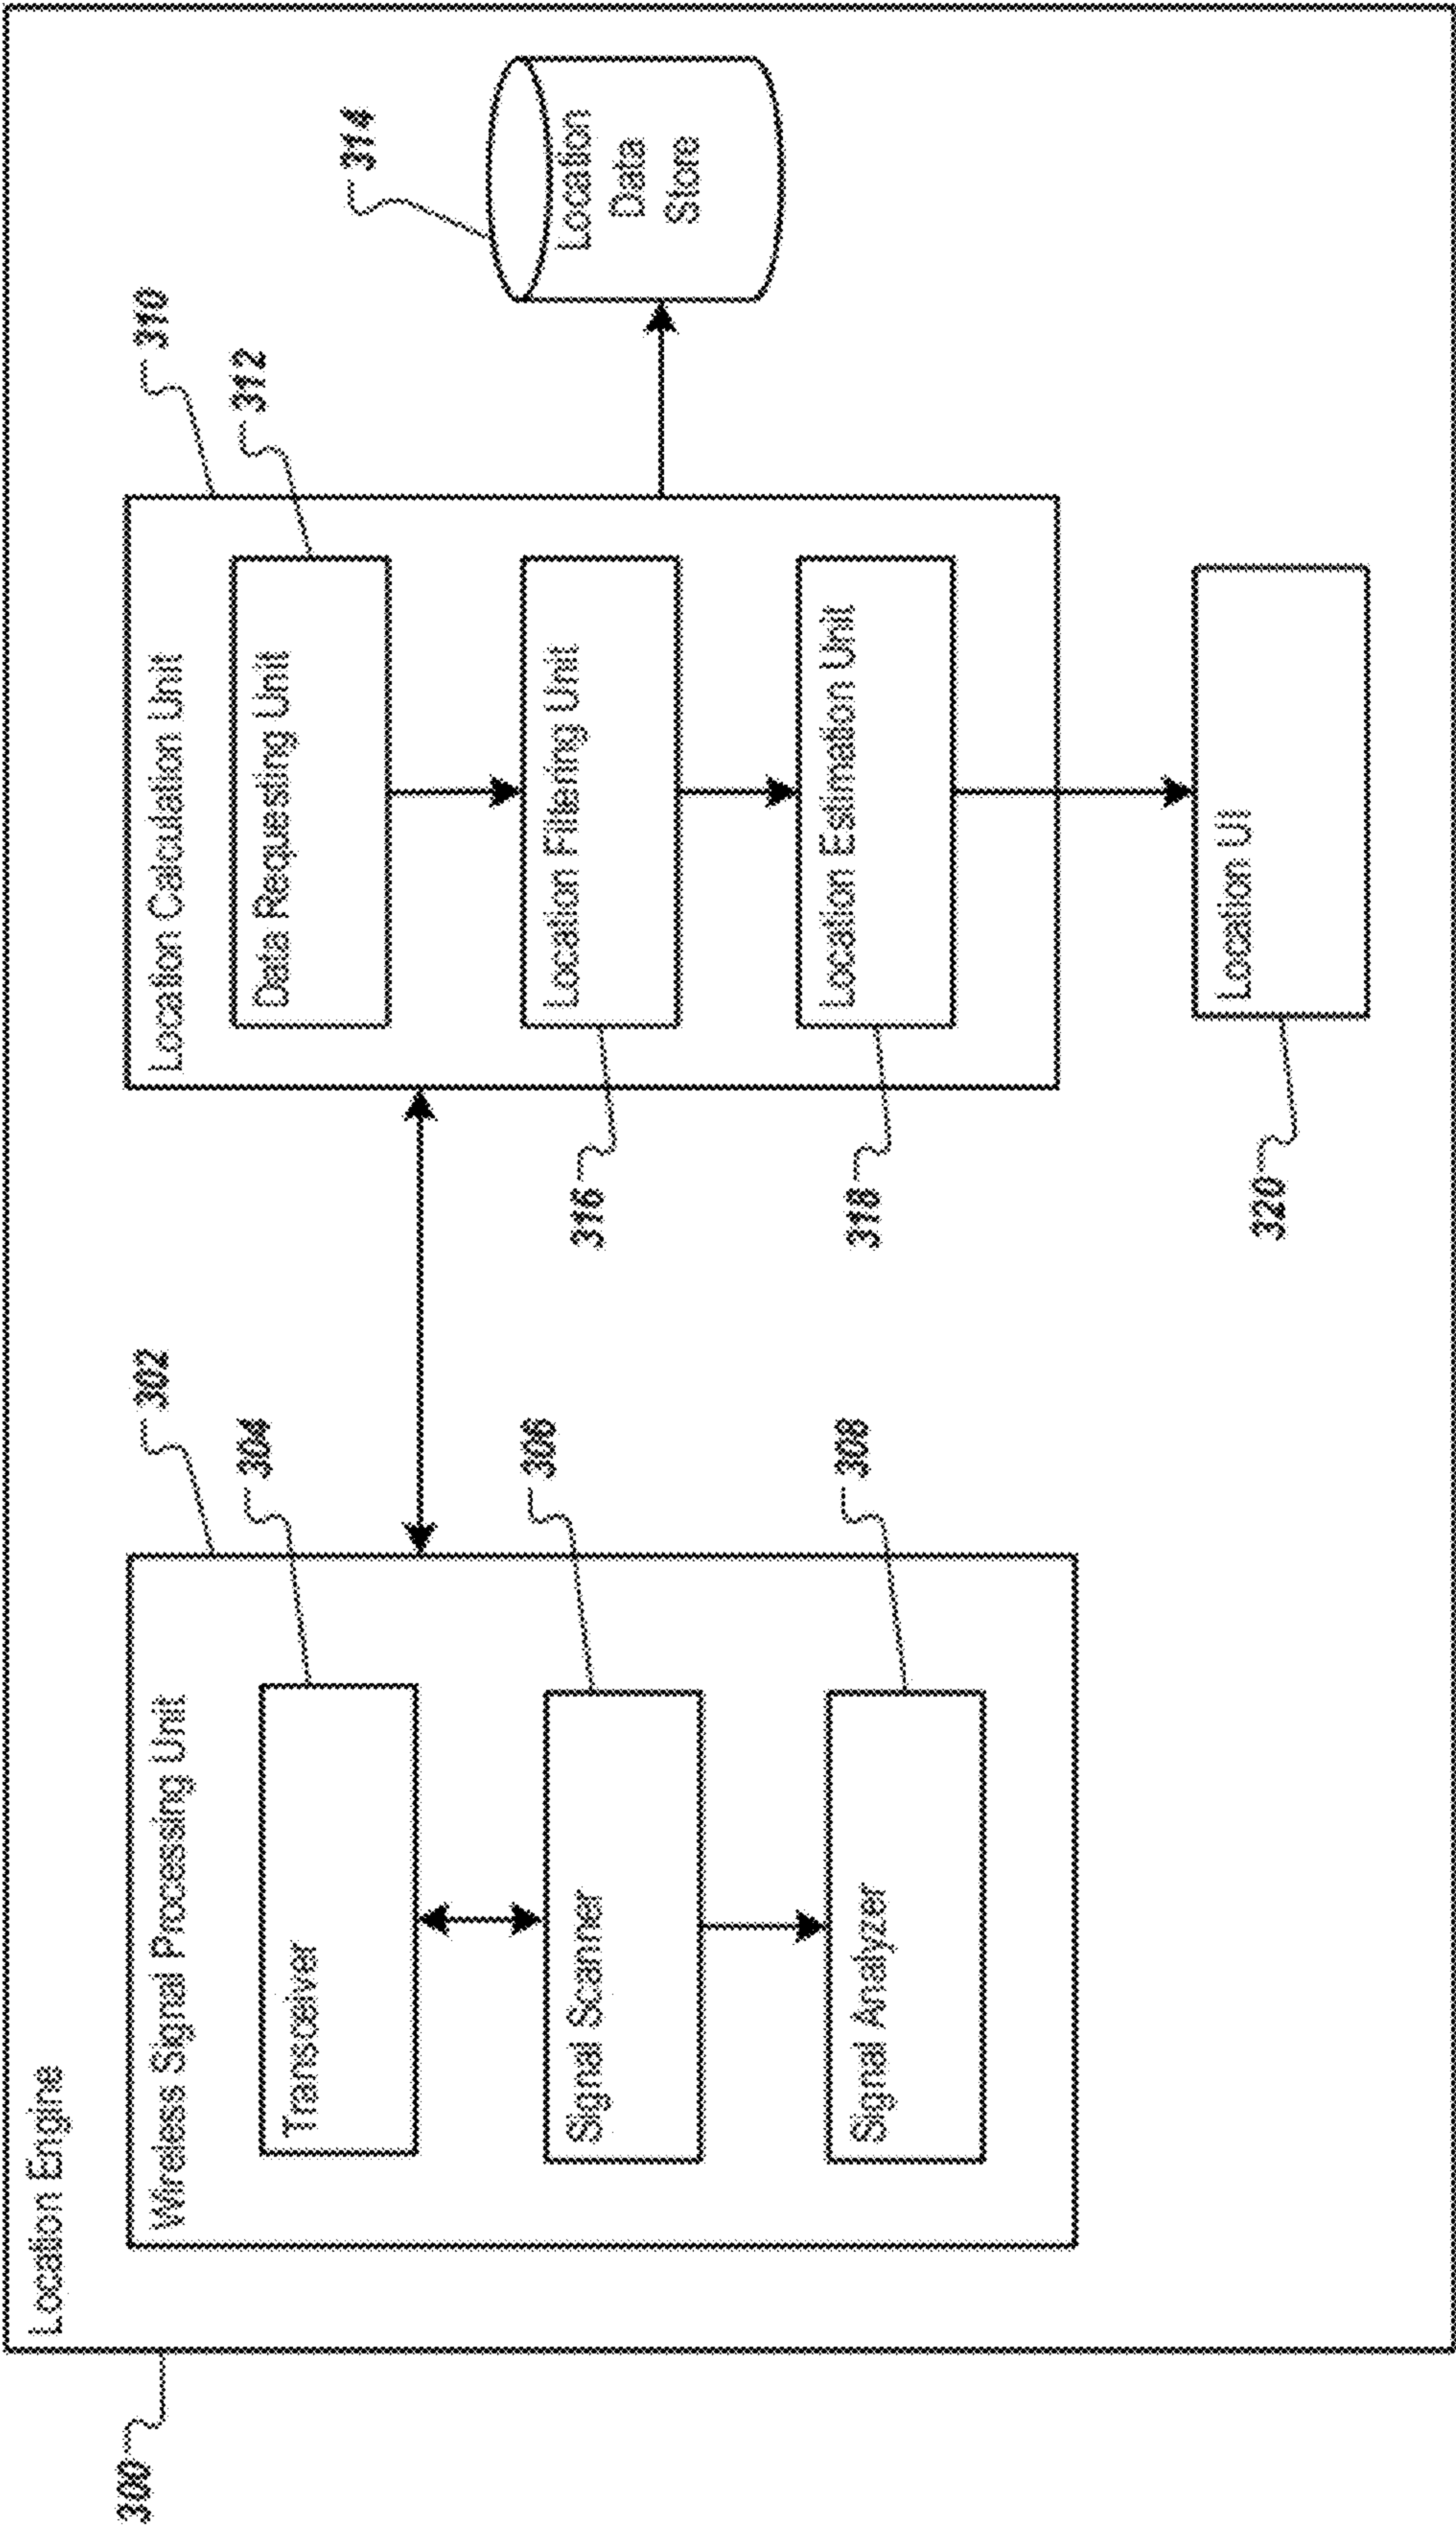 300
Location Engine
302
Wireless Signal Processing Unit
304
Transceiver
306
Signal Scanner
308
Signal Analyzer
310
Location Calculation Unit
312
Data Requesting Unit
316
Location Filtering Unit
318
Location Estimation Unit
314
Location
Data
Store
320
Location UI